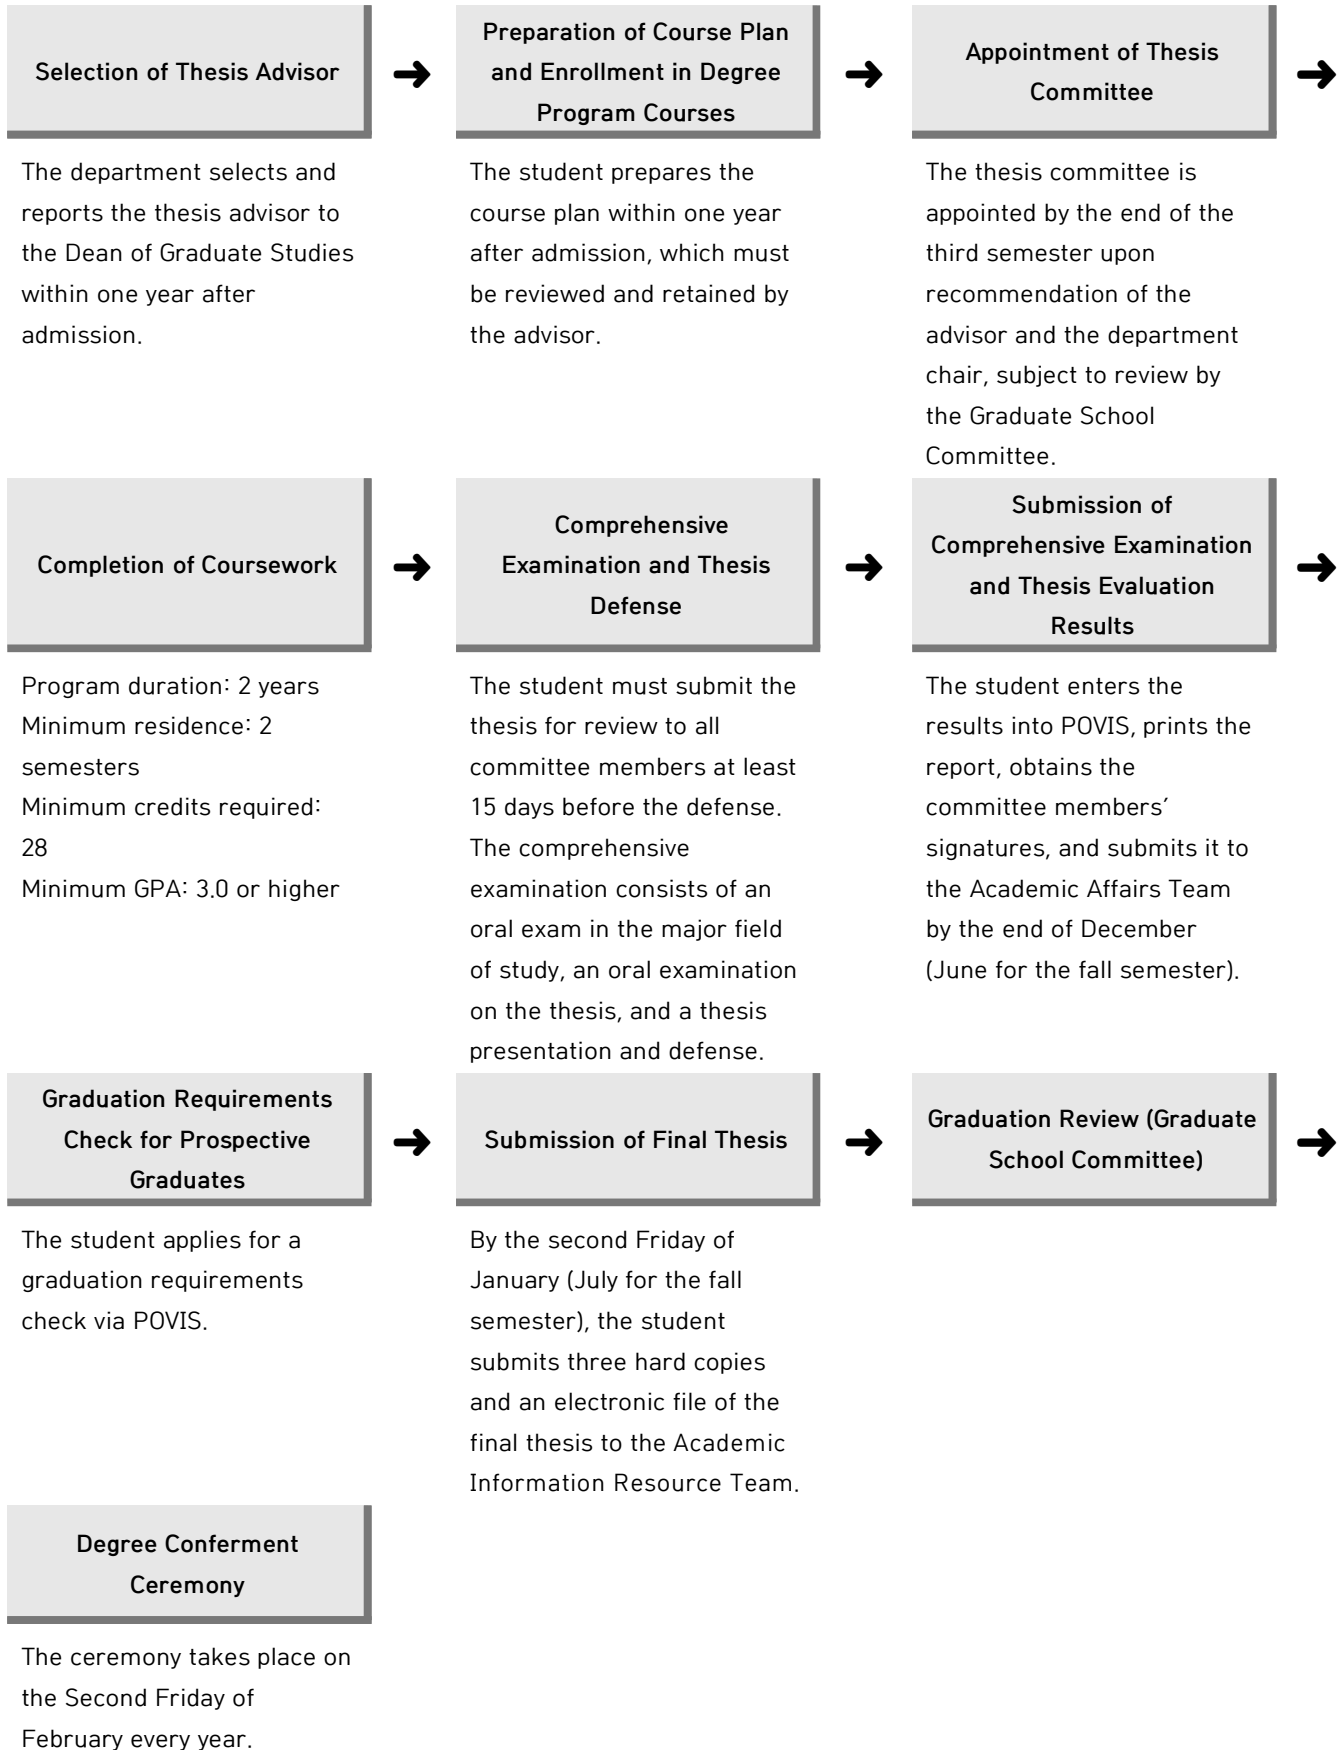 Selection of Thesis Advisor
The department selects and
reports the thesis advisor to
the Dean of Graduate Studies
within one year after
admission.
Preparation of Course Plan
and Enrollment in Degree
Program Courses
The student prepares the
course plan within one year
after admission, which must
be reviewed and retained by
the advisor.
Appointment of Thesis
Committee
The thesis committee is
appointed by the end of the
third semester upon
recommendation of the
advisor and the department
chair, subject to review by
the Graduate School
Committee.
Completion of Coursework
Program duration: 2 years
Minimum residence: 2
semesters
Minimum credits required:
28
Minimum GPA: 3.0 or higher
Comprehensive
Examination and Thesis
Defense
The student must submit the
thesis for review to all
committee members at least
15 days before the defense.
The comprehensive
examination consists of an
oral exam in the major field
of study, an oral examination
on the thesis, and a thesis
presentation and defense.
Submission of
Comprehensive Examination
and Thesis Evaluation
Results
The student enters the
results into POVIS, prints the
report, obtains the
committee members’
signatures, and submits it to
the Academic Affairs Team
by the end of December
(June for the fall semester).
Graduation Requirements
Check for Prospective
Graduates
The student applies for a
graduation requirements
check via POVIS.
Submission of Final Thesis
By the second Friday of
January (July for the fall
semester), the student
submits three hard copies
and an electronic file of the
final thesis to the Academic
Information Resource Team.
Graduation Review (Graduate
School Committee)
Degree Conferment
Ceremony
The ceremony takes place on
the Second Friday of
February every year.